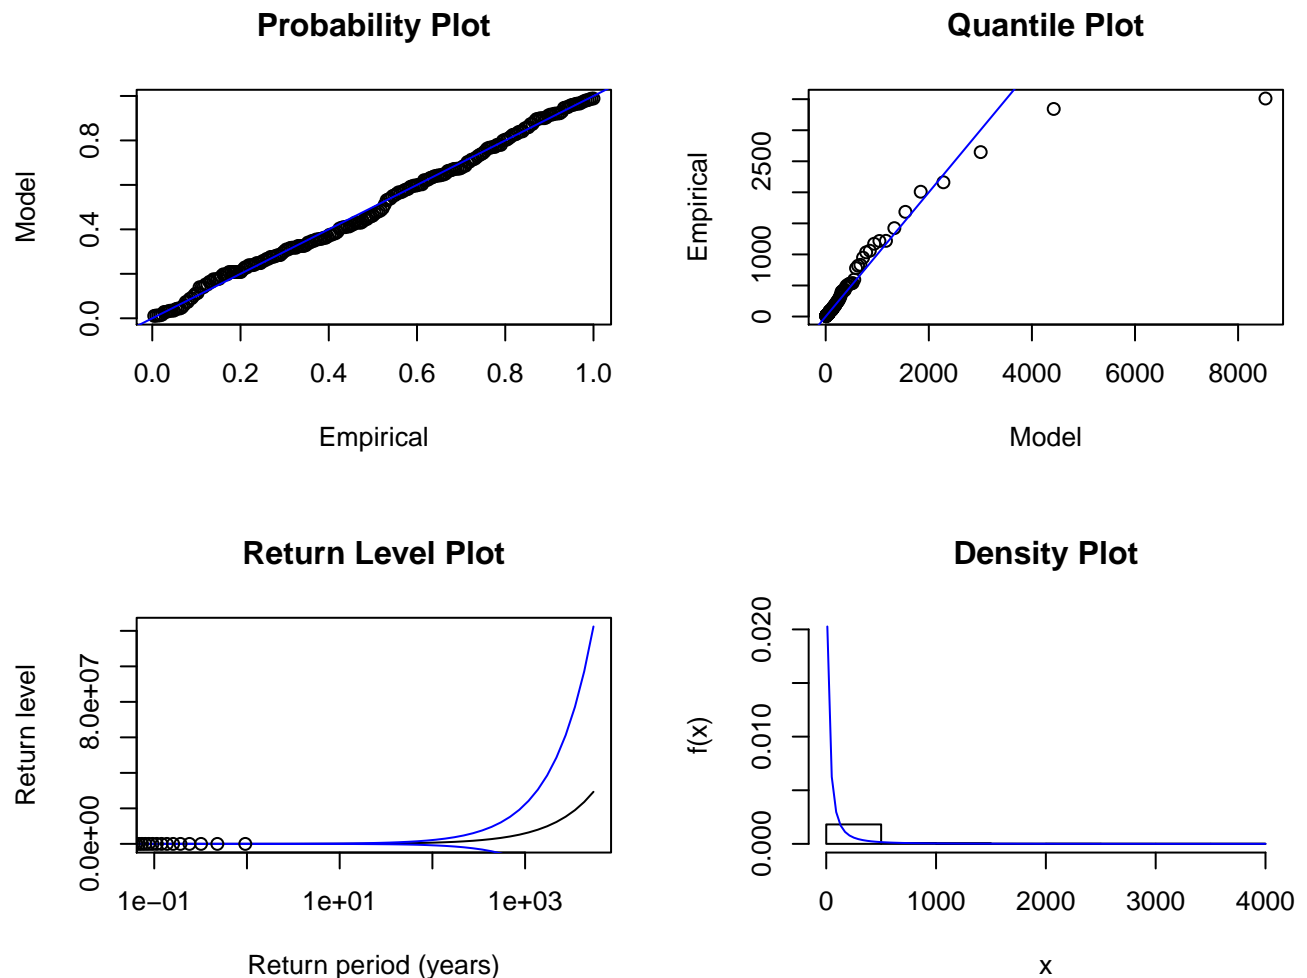 Probability Plot
Model
0.0 0.4 0.8
0.0 0.2 0.4 0.6 0.8 1.0
Empirical
Quantile Plot
Empirical
0 1000 2500
0 2000 4000 6000 8000
Model
Return Level Plot
Return level
0.0e+00 8.0e+07
1e−01 1e+01 1e+03
Return period (years)
Density Plot
f(x)
0.000 0.010 0.020
0 1000 2000 3000 4000
x